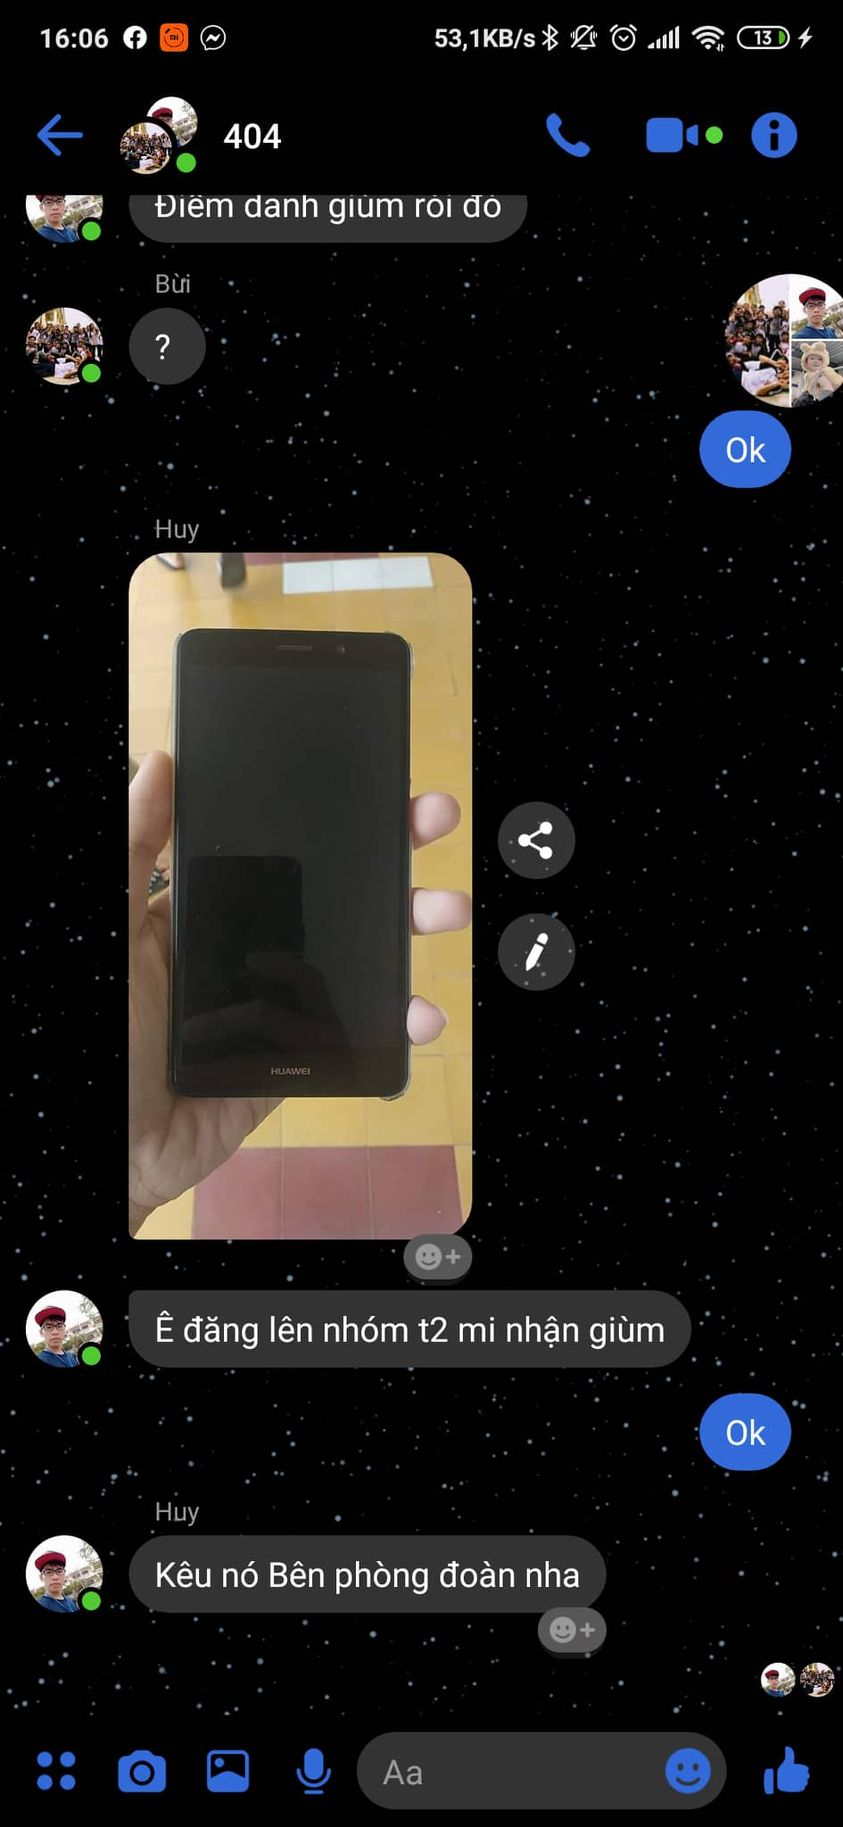 16:06
53,1KB/s
13
404
Điểm danh giùm rồi đó
Bừi
?
Ok
Huy
HUAWEI
Ê đăng lên nhóm t2 mi nhận giùm
Ok
Huy
Kêu nó Bên phòng đoàn nha
Aa